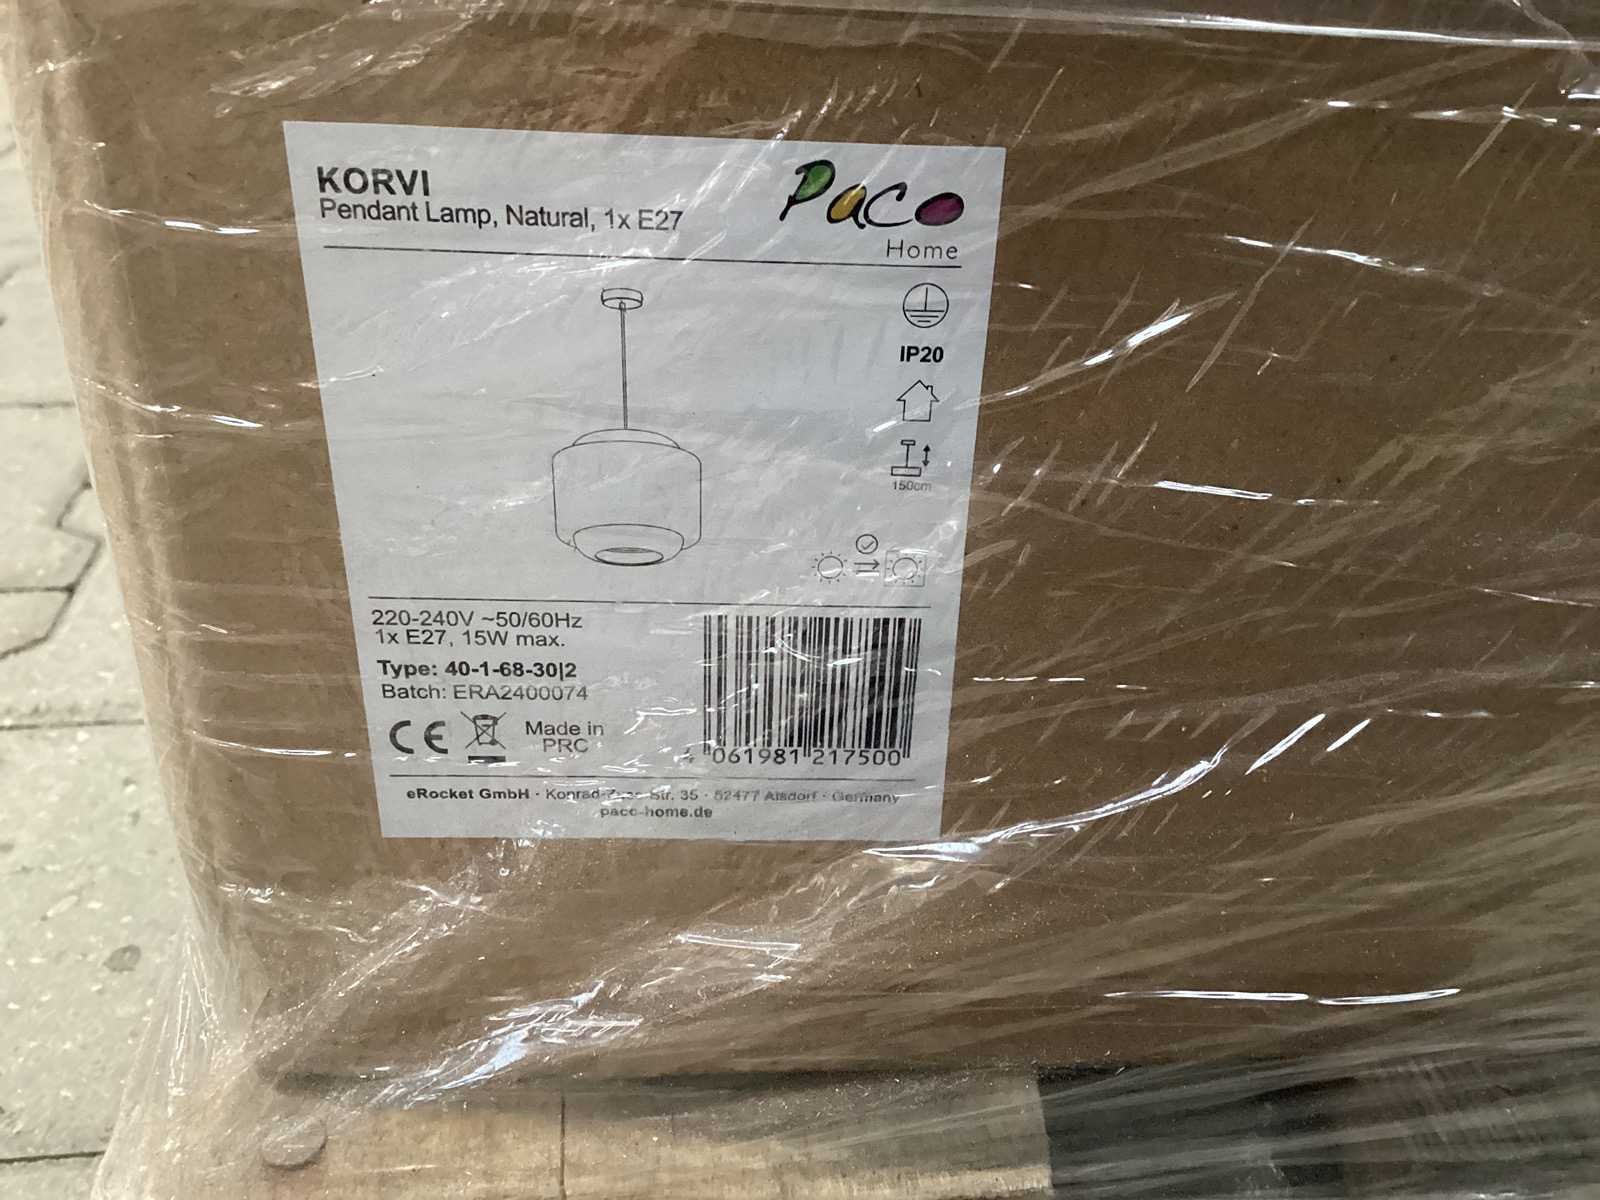 KORVI
Pendant Lamp, Natural, 1x E27
Paco
Home
IP20
150cm
220-240V ~50/60Hz
1x E27, 15W max.
Type: 40-1-68-30|2
Batch: ERA2400074
CE
Made in
PRC
4 061981 217500
eRocket GmbH · Konrad-Zuse-Str. 35 · 52477 Alsdorf · Germany
paco-home.de